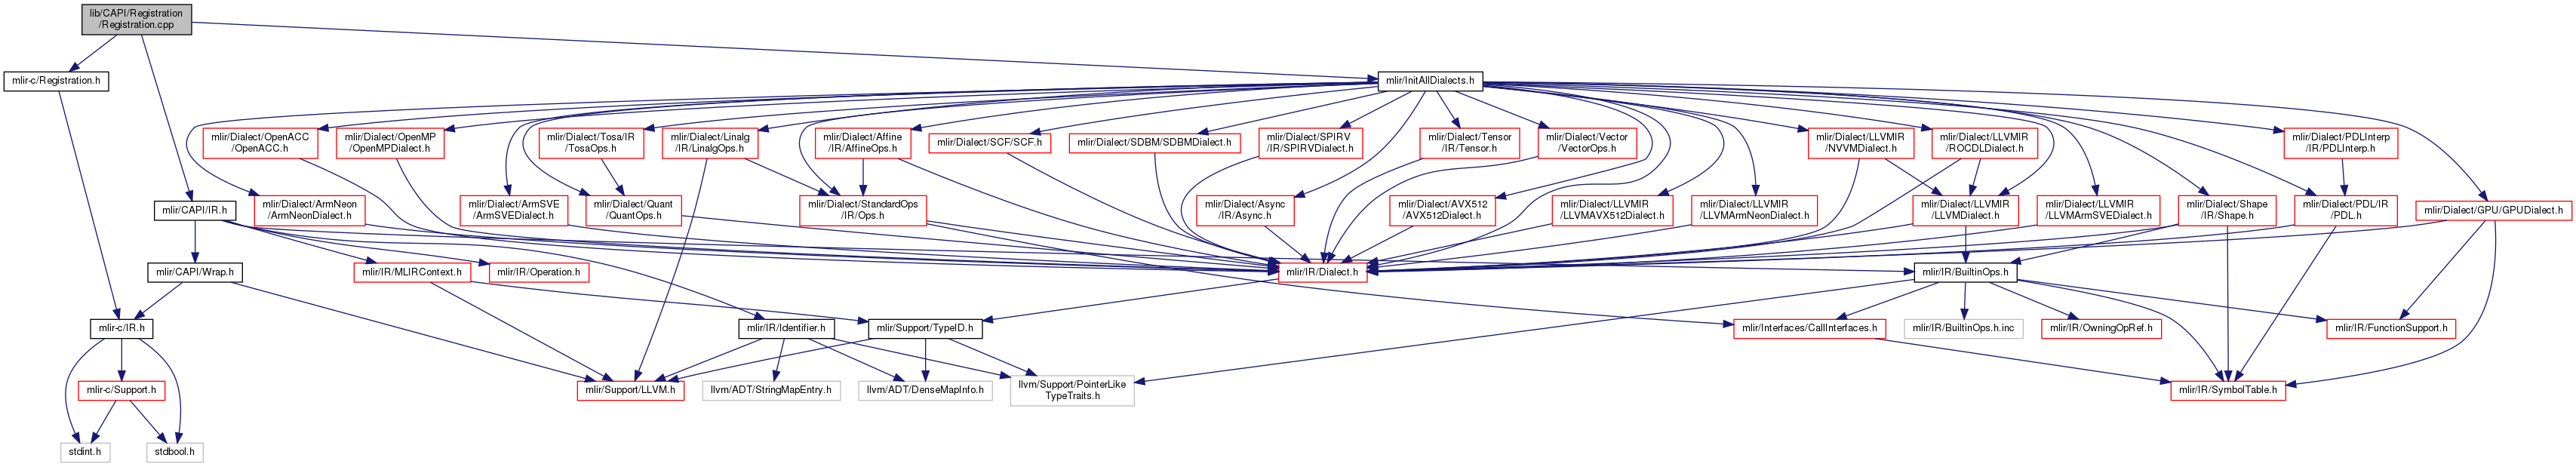 lib/CAPI/Registration
/Registration.cpp
mlir-c/Registration.h
mlir/InitAllDialects.h
mlir/Dialect/OpenACC
/OpenACC.h
mlir/Dialect/OpenMP
/OpenMPDialect.h
mlir/Dialect/Tosa/IR
/TosaOps.h
mlir/Dialect/Linalg
/IR/LinalgOps.h
mlir/Dialect/Affine
/IR/AffineOps.h
mlir/Dialect/SCF/SCF.h
mlir/Dialect/SDBM/SDBMDialect.h
mlir/Dialect/SPIRV
/IR/SPIRVDialect.h
mlir/Dialect/Tensor
/IR/Tensor.h
mlir/Dialect/Vector
/VectorOps.h
mlir/Dialect/LLVMIR
/NVVMDialect.h
mlir/Dialect/LLVMIR
/ROCDLDialect.h
mlir/Dialect/PDLInterp
/IR/PDLInterp.h
mlir/CAPI/IR.h
mlir/Dialect/ArmNeon
/ArmNeonDialect.h
mlir/Dialect/ArmSVE
/ArmSVEDialect.h
mlir/Dialect/Quant
/QuantOps.h
mlir/Dialect/StandardOps
/IR/Ops.h
mlir/Dialect/Async
/IR/Async.h
mlir/Dialect/AVX512
/AVX512Dialect.h
mlir/Dialect/LLVMIR
/LLVMAVX512Dialect.h
mlir/Dialect/LLVMIR
/LLVMArmNeonDialect.h
mlir/Dialect/LLVMIR
/LLVMDialect.h
mlir/Dialect/LLVMIR
/LLVMArmSVEDialect.h
mlir/Dialect/Shape
/IR/Shape.h
mlir/Dialect/PDL/IR
/PDL.h
mlir/Dialect/GPU/GPUDialect.h
mlir/CAPI/Wrap.h
mlir/IR/MLIRContext.h
mlir/IR/Operation.h
mlir/IR/Dialect.h
mlir/IR/BuiltinOps.h
mlir-c/IR.h
mlir/IR/Identifier.h
mlir/Support/TypeID.h
mlir/Interfaces/CallInterfaces.h
mlir/IR/BuiltinOps.h.inc
mlir/IR/OwningOpRef.h
mlir/IR/FunctionSupport.h
mlir-c/Support.h
mlir/Support/LLVM.h
llvm/ADT/StringMapEntry.h
llvm/ADT/DenseMapInfo.h
llvm/Support/PointerLike
TypeTraits.h
mlir/IR/SymbolTable.h
stdint.h
stdbool.h